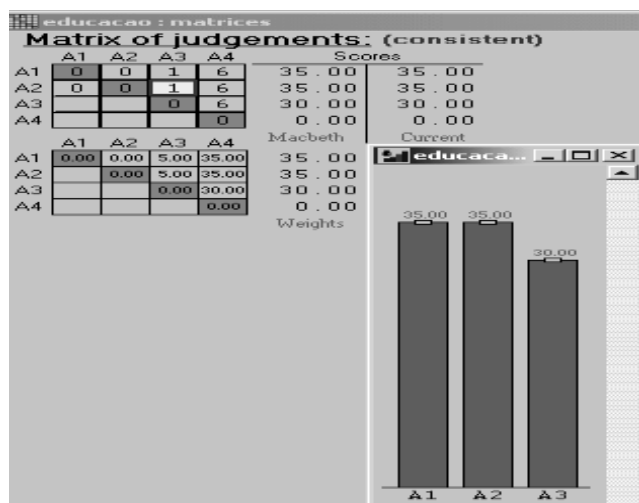 educacao : matrices
Matrix of judgements: (consistent)
A1 A2 A3 A4 Scores
A1 0 0 1 6 35.00 35.00
A2 0 0 1 6 35.00 35.00
A3 0 6 30.00 30.00
A4 0 0.00 0.00
Macbeth Current
A1 A2 A3 A4
A1 0.00 0.00 5.00 35.00 35.00
A2 0.00 5.00 35.00 35.00
A3 0.00 30.00 30.00
A4 0.00 0.00
Weights
educaca...
35.00 35.00
30.00
A1 A2 A3